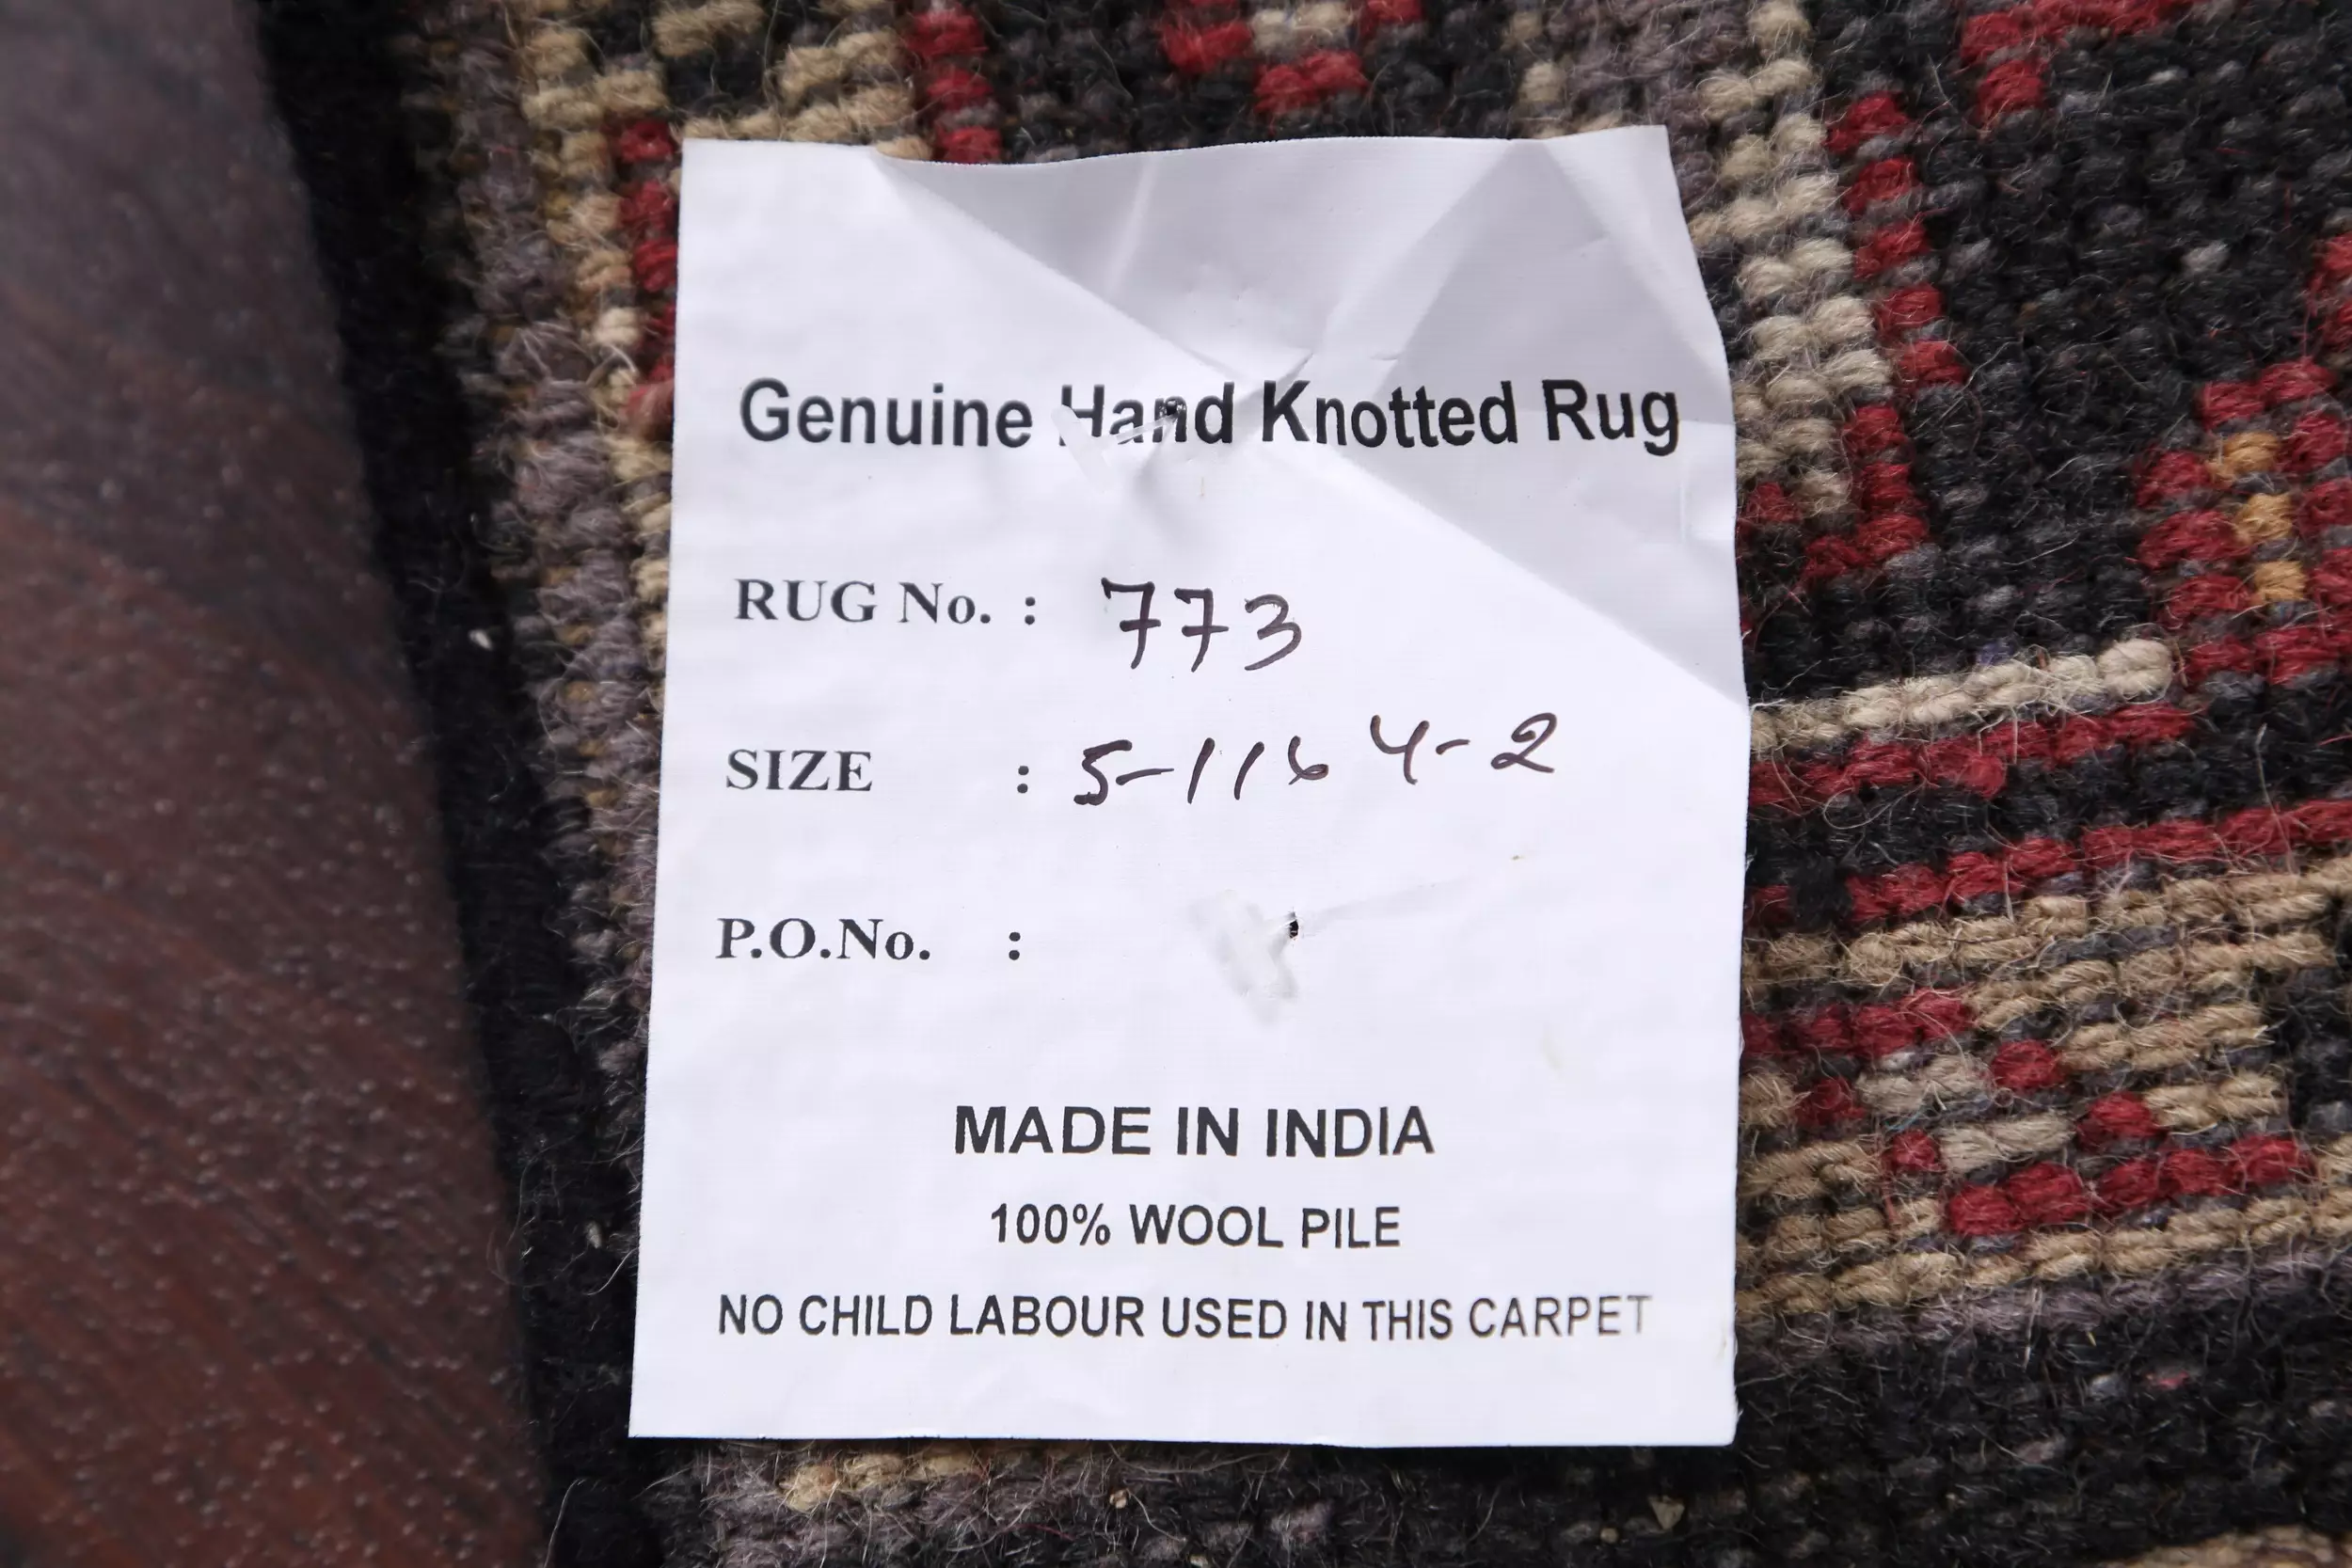 Genuine Hand Knotted Rug
RUG No. : 773
SIZE : 5-11x 4-2
P.O.No. :
MADE IN INDIA
100% WOOL PILE
NO CHILD LABOUR USED IN THIS CARPET